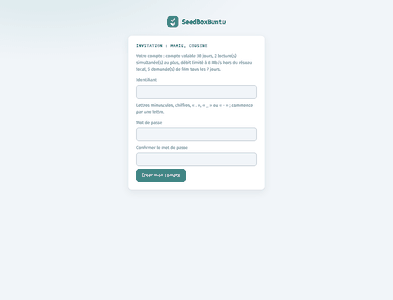 SeedBoxBuntu
INVITATION : MARIE, COUSINE
Votre compte : compte valable 30 jours, 2 torrent(s)
simultané(s) au plus, débit limité à 6 Mo/s hors du réseau
local, 5 demande(s) de film tous les 7 jours.
Identifiant
Lettres minuscules, chiffres, « . », « _ » ou « - » ; commence
par une lettre.
Mot de passe
Confirmer le mot de passe
Créer mon compte